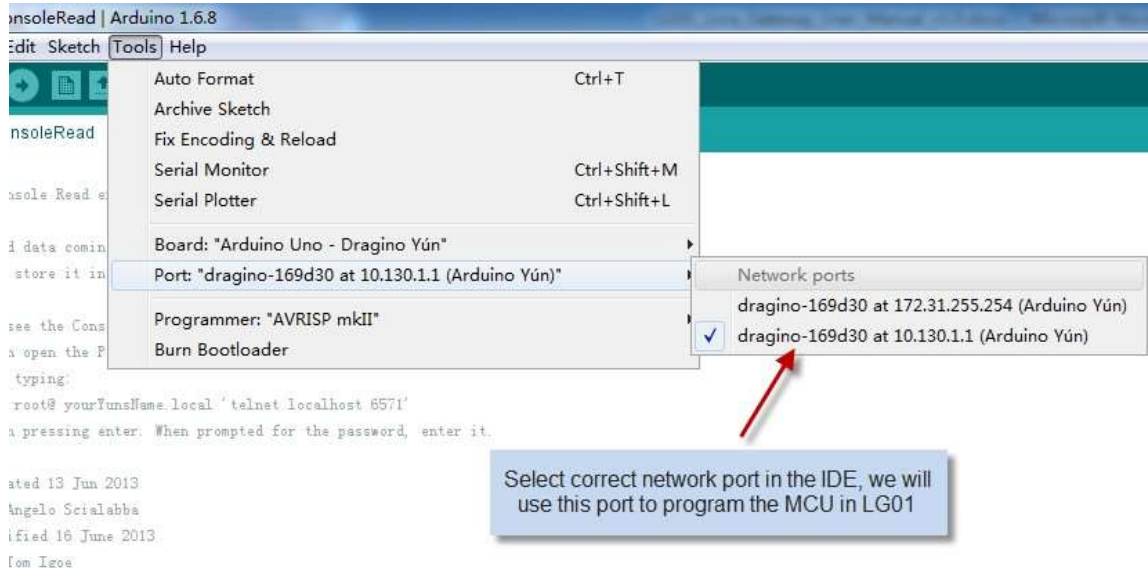 onsoleRead | Arduino 1.6.8
Edit Sketch Tools Help
Auto Format Ctrl+T
Archive Sketch
nsoleRead
Fix Encoding & Reload
Serial Monitor Ctrl+Shift+M
nsole Read e
Serial Plotter Ctrl+Shift+L
d data comin
Board: "Arduino Uno - Dragino Yún"
store it in
Port: "dragino-169d30 at 10.130.1.1 (Arduino Yún)"
Network ports
dragino-169d30 at 172.31.255.254 (Arduino Yún)
dragino-169d30 at 10.130.1.1 (Arduino Yún)
see the Cons
Programmer: "AVRISP mkII"
open the P
Burn Bootloader
typing:
root@ yourYunsName.local 'telnet localhost 6571'
pressing enter. When prompted for the password, enter it.
Select correct network port in the IDE, we will
use this port to program the MCU in LG01
ated 13 Jun 2013
Angelo Scialabba
ified 16 June 2013
Tom Igoe